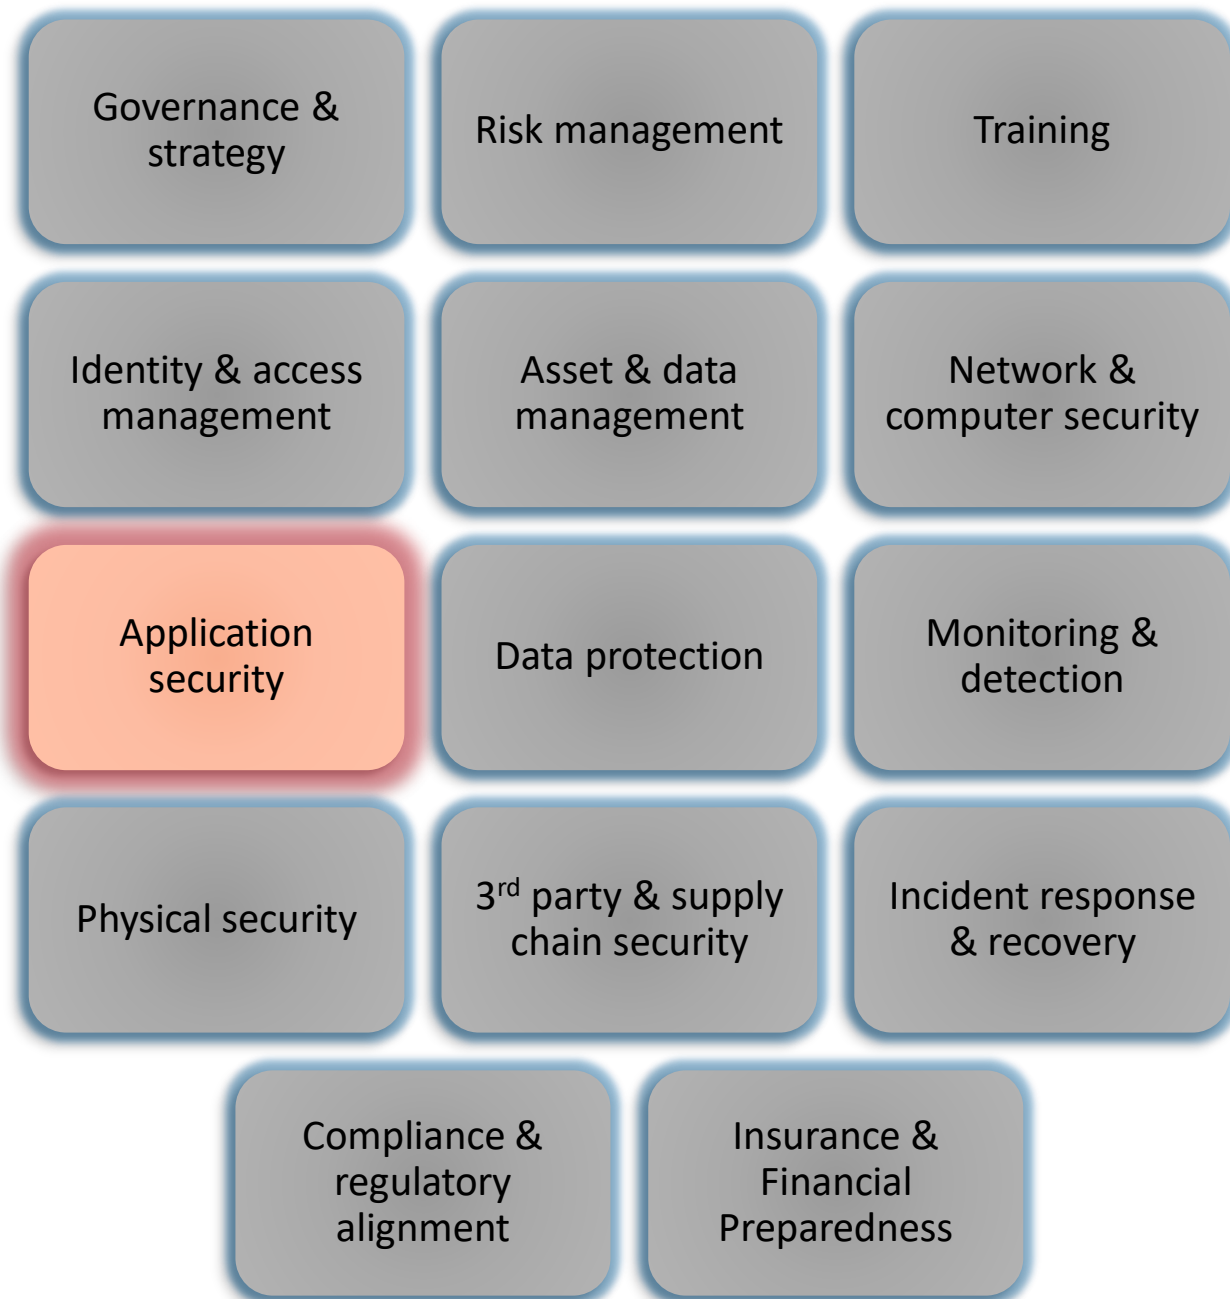 Governance &
strategy
Risk management
Training
Identity & access
management
Asset & data
management
Network &
computer security
Application
security
Data protection
Monitoring &
detection
Physical security
3rd party & supply
chain security
Incident response
& recovery
Compliance &
regulatory
alignment
Insurance &
Financial
Preparedness